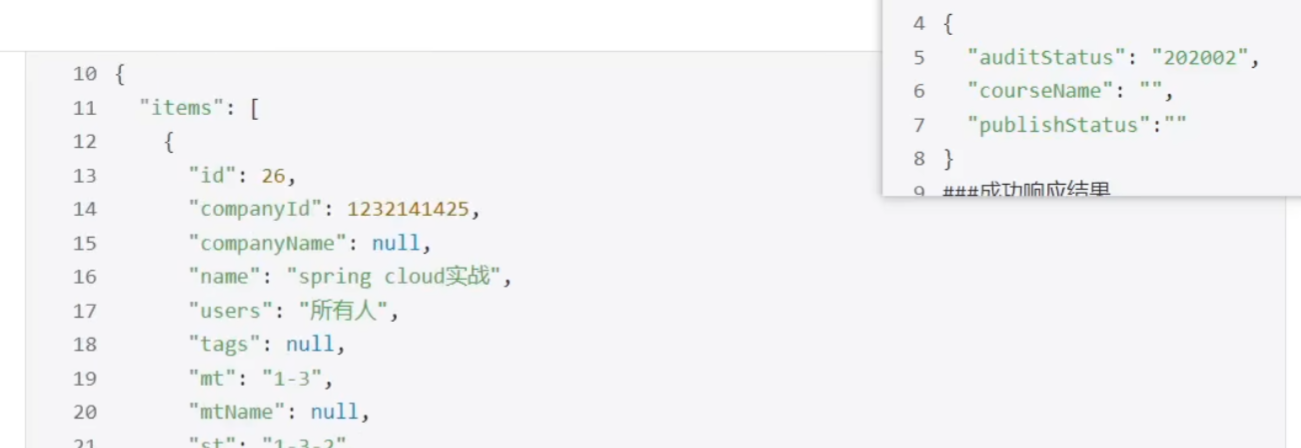 4 {
5 "auditStatus": "202002",
6 "courseName": "",
7 "publishStatus":""
8 }
9 ###成功响应结果
10 {
11 "items": [
12 {
13 "id": 26,
14 "companyId": 1232141425,
15 "companyName": null,
16 "name": "spring cloud实战",
17 "users": "所有人",
18 "tags": null,
19 "mt": "1-3",
20 "mtName": null,
21 "st": "1-3-2"